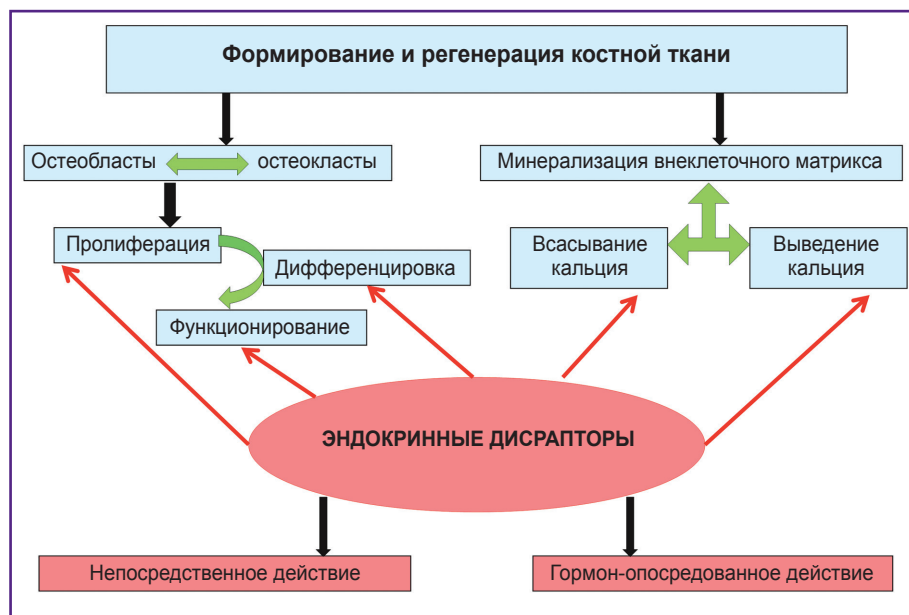 Формирование и регенерация костной ткани
Остеобласты остеокласты
Минерализация внеклеточного матрикса
Пролиферация
Дифференцировка
Функционирование
Всасывание
кальция
Выведение
кальция
ЭНДОКРИННЫЕ ДИСРАПТОРЫ
Непосредственное действие
Гормон-опосредованное действие